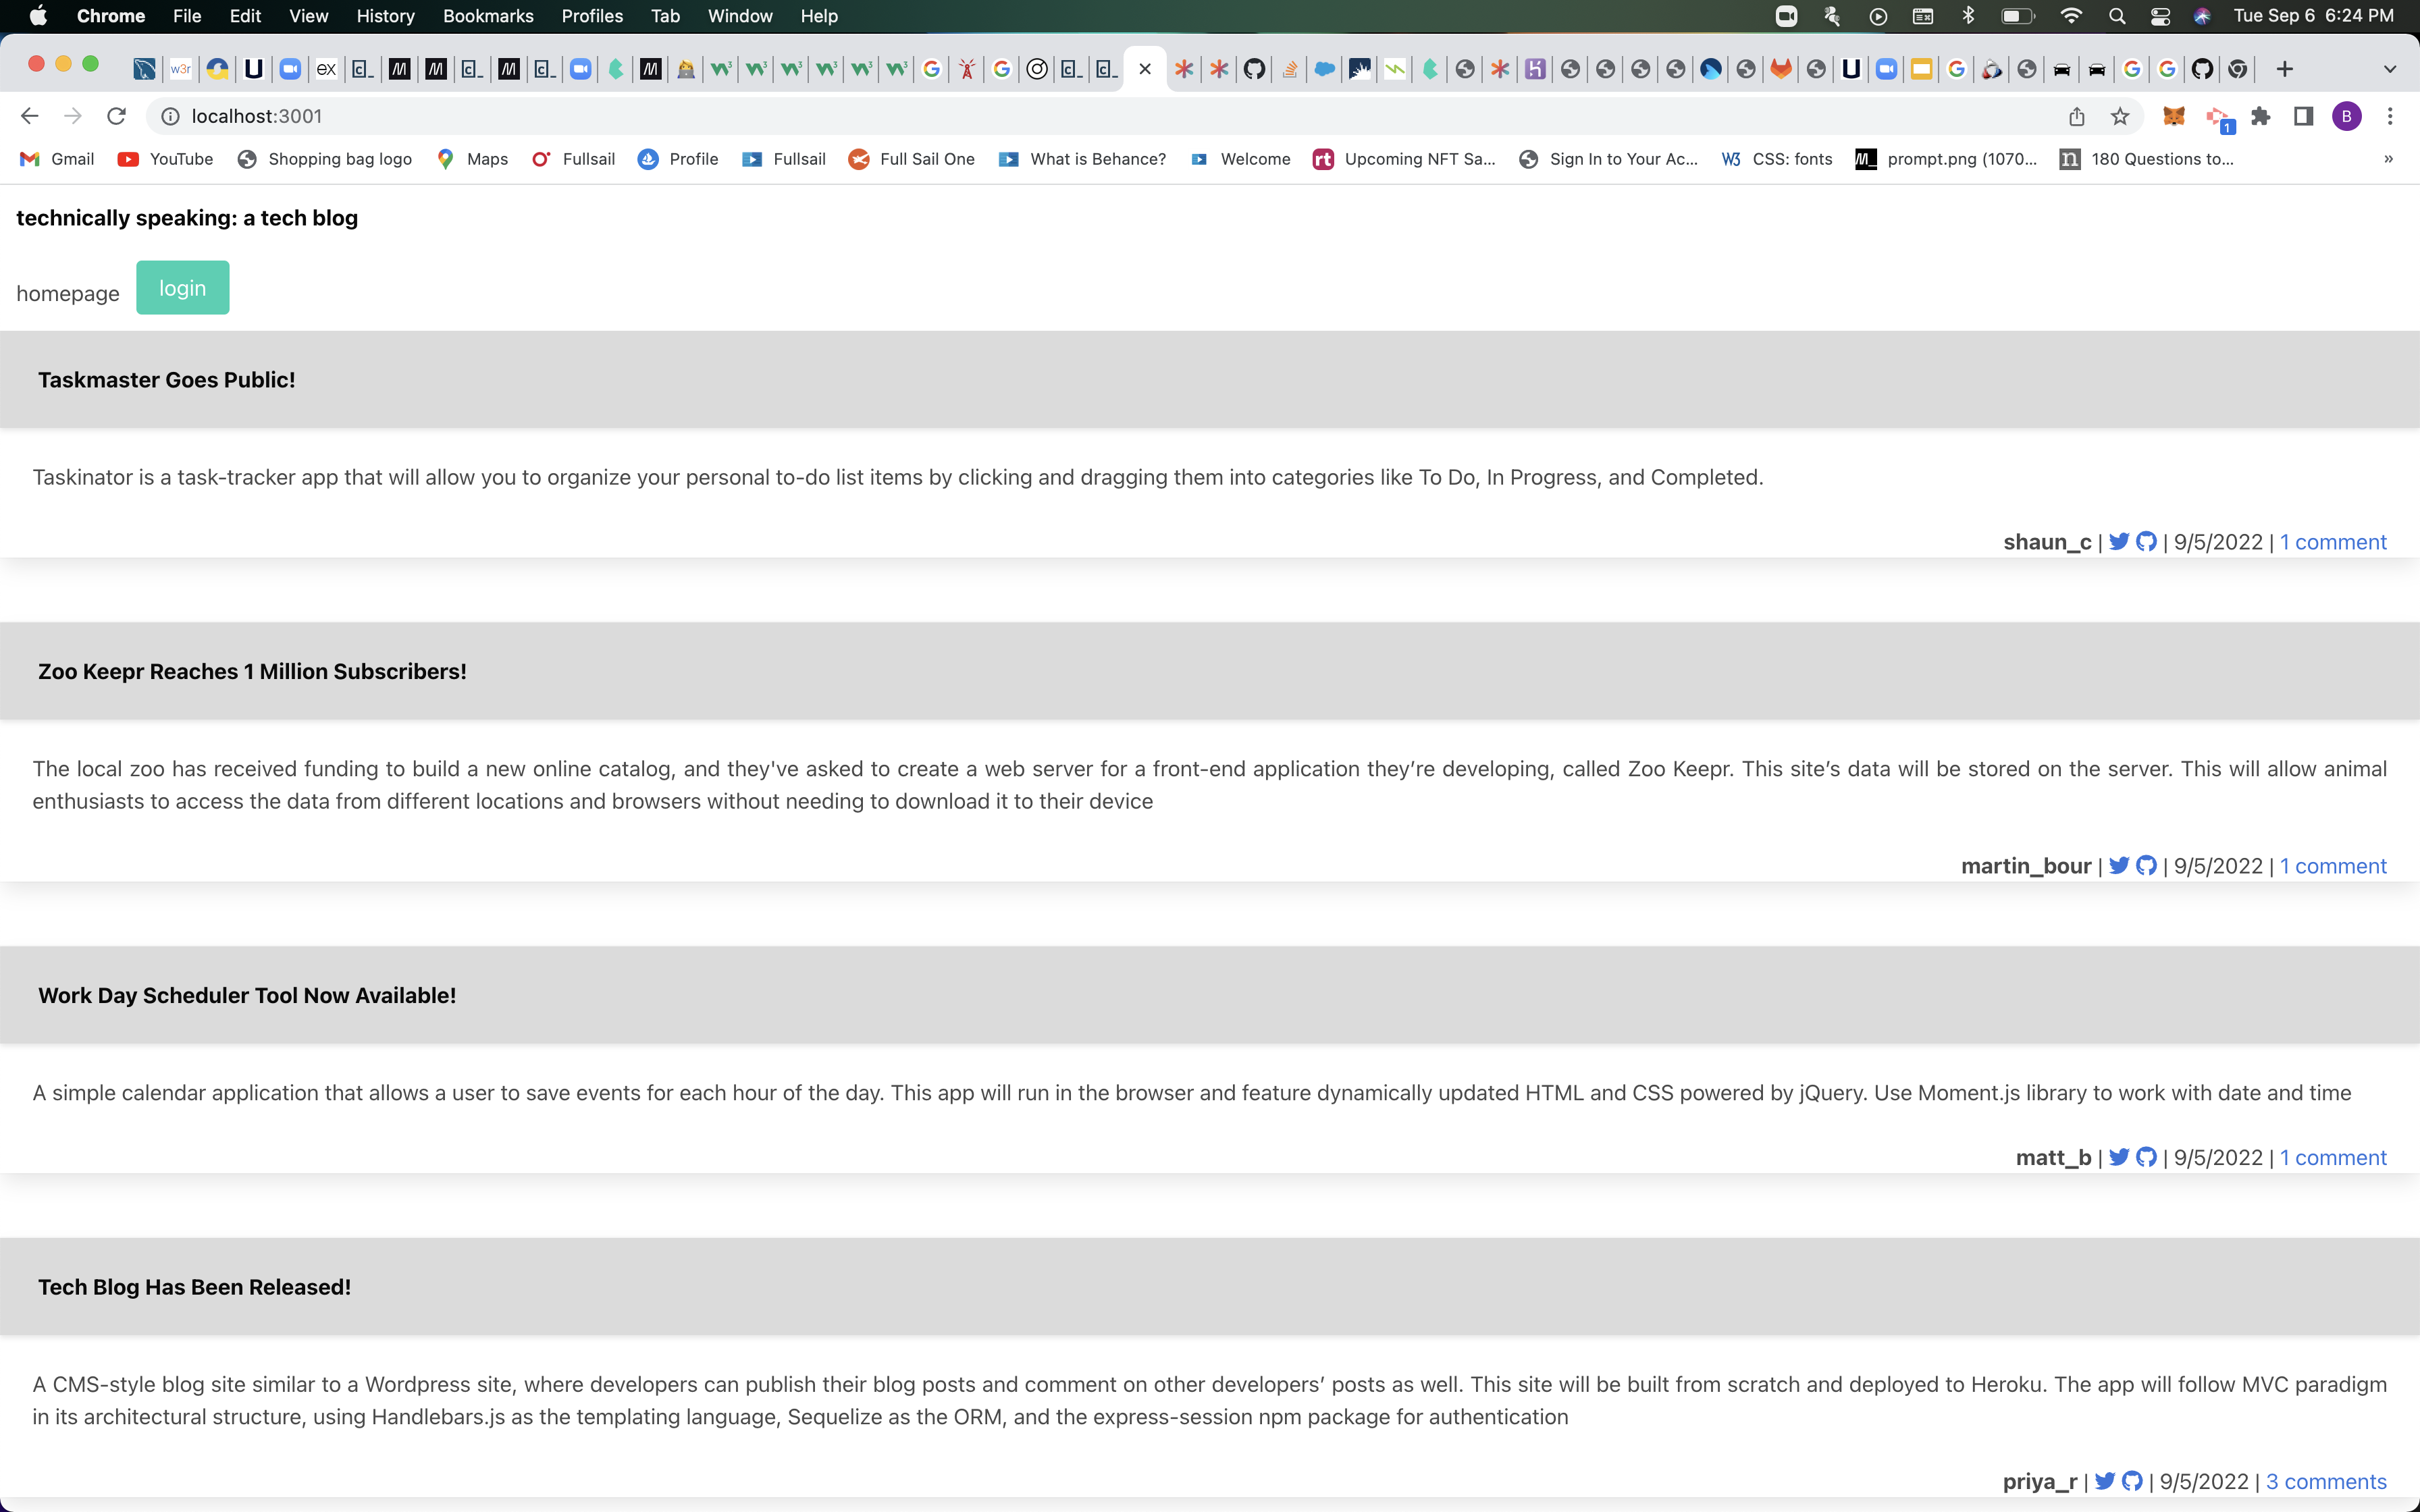 Chrome File Edit View History Bookmarks Profiles Tab Window Help Tue Sep 6 6:24 PM
w3r U ex c_ M M c_ M c_ M c_ c_ U
localhost:3001 1 B
Gmail YouTube Shopping bag logo Maps Fullsail Profile Fullsail Full Sail One What is Behance? Welcome rt Upcoming NFT Sa... Sign In to Your Ac... W3 CSS: fonts M_ prompt.png (1070... n 180 Questions to... »
technically speaking: a tech blog
homepage login
Taskmaster Goes Public!
Taskinator is a task-tracker app that will allow you to organize your personal to-do list items by clicking and dragging them into categories like To Do, In Progress, and Completed.
shaun_c | | 9/5/2022 | 1 comment
Zoo Keepr Reaches 1 Million Subscribers!
The local zoo has received funding to build a new online catalog, and they've asked to create a web server for a front-end application they’re developing, called Zoo Keepr. This site’s data will be stored on the server. This will allow animal
enthusiasts to access the data from different locations and browsers without needing to download it to their device
martin_bour | | 9/5/2022 | 1 comment
Work Day Scheduler Tool Now Available!
A simple calendar application that allows a user to save events for each hour of the day. This app will run in the browser and feature dynamically updated HTML and CSS powered by jQuery. Use Moment.js library to work with date and time
matt_b | | 9/5/2022 | 1 comment
Tech Blog Has Been Released!
A CMS-style blog site similar to a Wordpress site, where developers can publish their blog posts and comment on other developers’ posts as well. This site will be built from scratch and deployed to Heroku. The app will follow MVC paradigm
in its architectural structure, using Handlebars.js as the templating language, Sequelize as the ORM, and the express-session npm package for authentication
priya_r | | 9/5/2022 | 3 comments